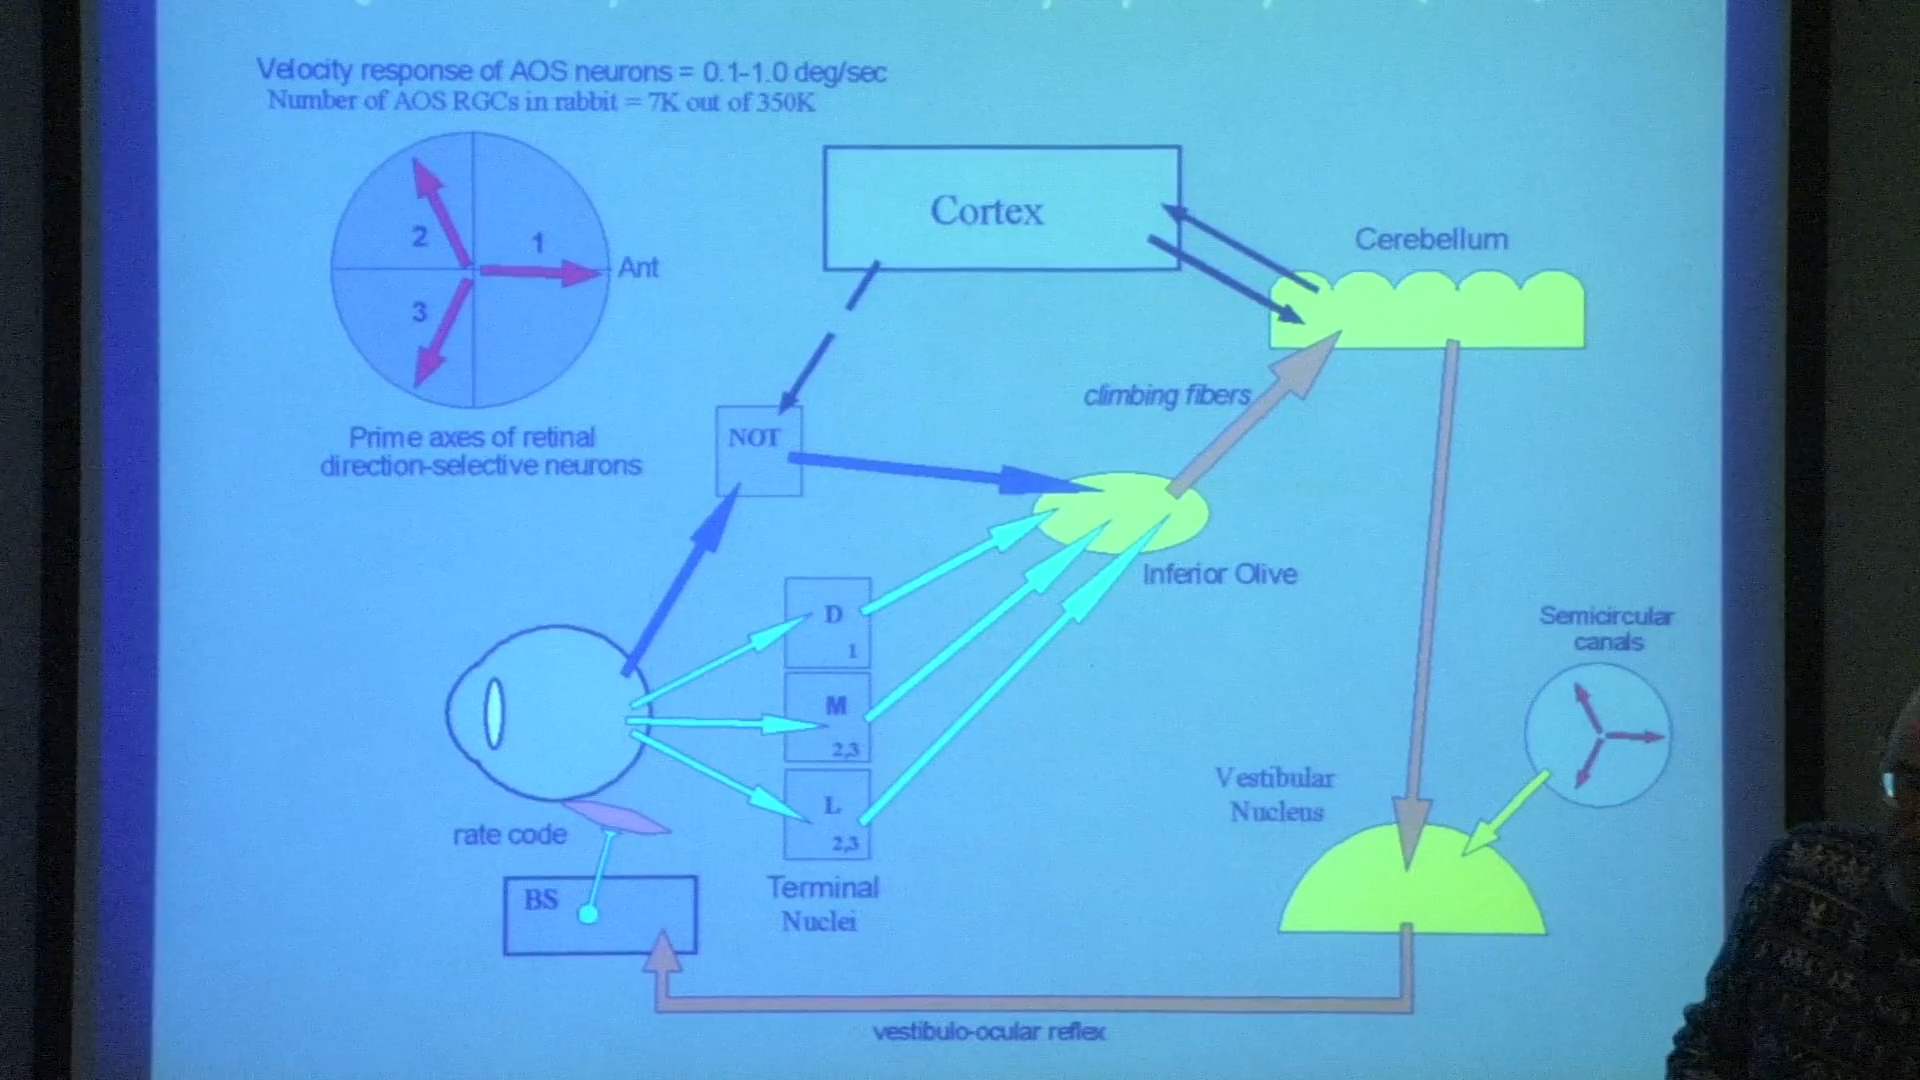 Velocity response of AOS neurons = 0.1-1.0 deg/sec
Number of AOS RGCs in rabbit = 7K out of 350K
2
1
Ant
3
Prime axes of retinal
direction-selective neurons
Cortex
Cerebellum
climbing fibers
NOT
Inferior Olive
D
1
M
2,3
L
2,3
Terminal
Nuclei
rate code
BS
Semicircular
canals
Vestibular
Nucleus
vestibulo-ocular reflex